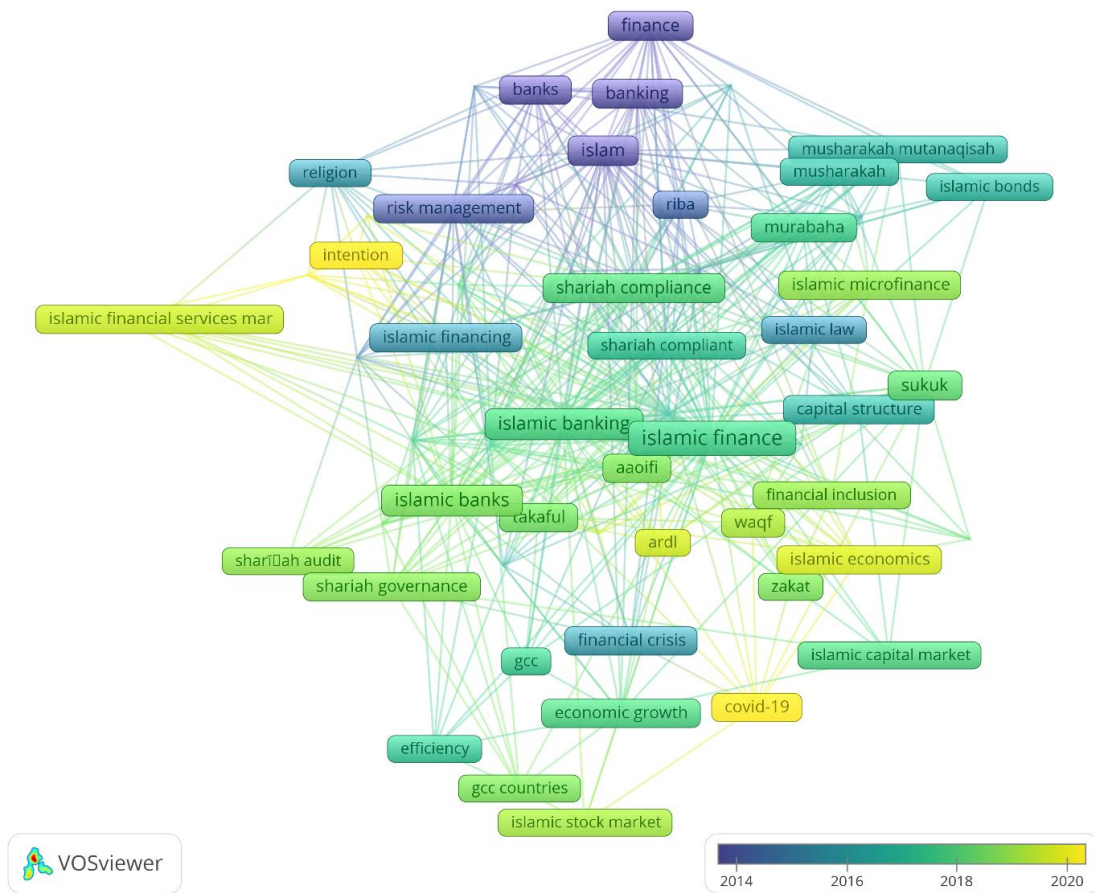 finance
banks
banking
islam
musharakah mutanaqisah
musharakah
religion
islamic bonds
risk management
riba
murabaha
intention
shariah compliance
islamic microfinance
islamic financial services mar
islamic financing
islamic law
shariah compliant
sukuk
capital structure
islamic banking
islamic finance
aaoifi
islamic banks
financial inclusion
takaful
waqf
ardl
sharī▯ah audit
islamic economics
shariah governance
zakat
financial crisis
gcc
islamic capital market
economic growth
covid-19
efficiency
gcc countries
islamic stock market
VOSviewer
2014 2016 2018 2020